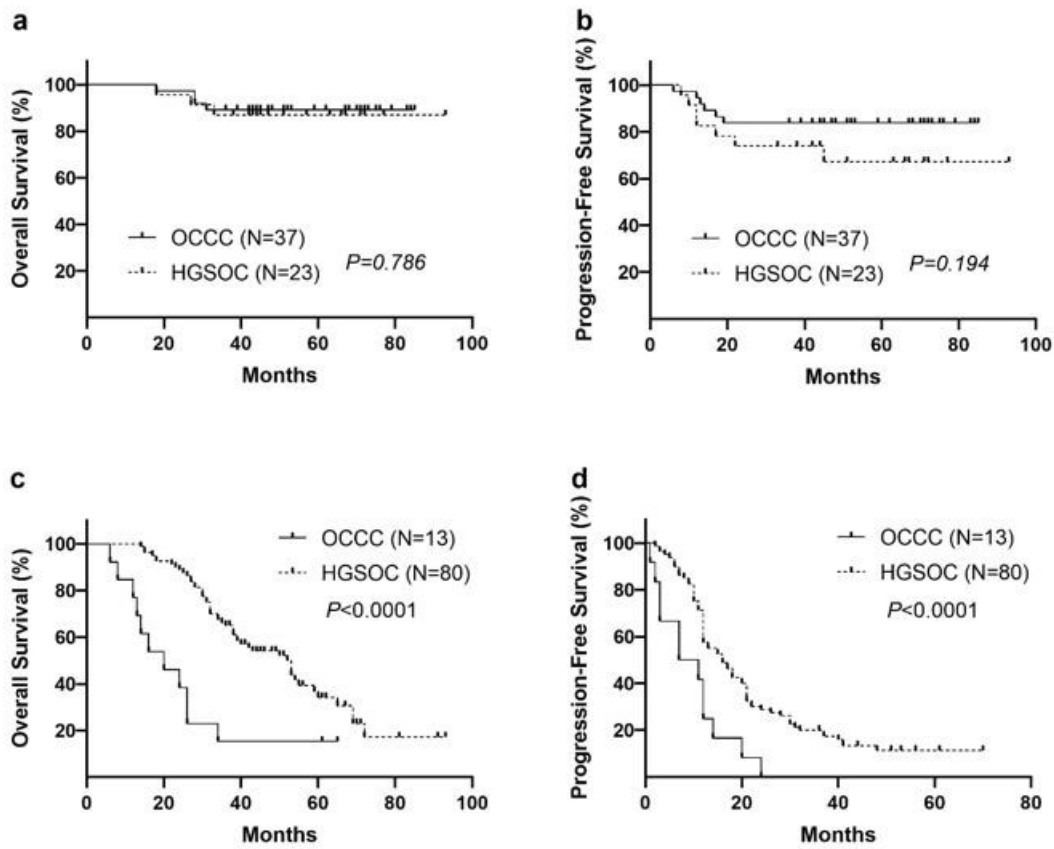 a
Overall Survival (%)
100
80
60
40
20
0 20 40 60 80 100
Months
OCCC (N=37)
HGSOC (N=23)
P=0.786
b
Progression-Free Survival (%)
100
80
60
40
20
0 20 40 60 80 100
Months
OCCC (N=37)
HGSOC (N=23)
P=0.194
c
Overall Survival (%)
100
80
60
40
20
0 20 40 60 80 100
Months
OCCC (N=13)
HGSOC (N=80)
P<0.0001
d
Progression-Free Survival (%)
100
80
60
40
20
0 20 40 60 80
Months
OCCC (N=13)
HGSOC (N=80)
P<0.0001